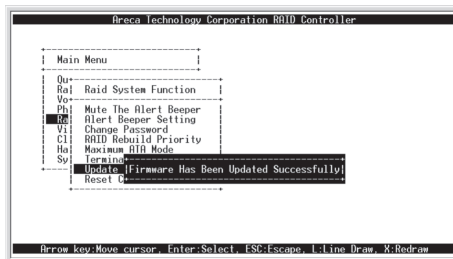 Areca Technology Corporation RAID Controller
Main Menu
Qu
Ra
Raid System Function
Vo
Ph
Mute The Alert Beeper
Ra
Alert Beeper Setting
Vi
Change Password
Cl
RAID Rebuild Priority
Ha
Maximum ATA Mode
Sy
Termina
Update
Firmware Has Been Updated Successfully
Reset C
Arrow key:Move cursor, Enter:Select, ESC:Escape, L:Line Draw, X:Redraw